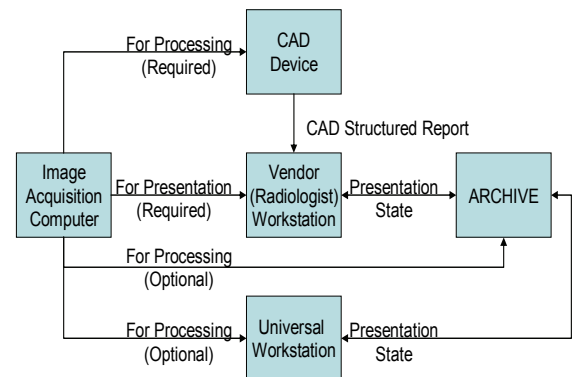 For Processing
(Required)
CAD
Device
CAD Structured Report
Image
Acquisition
Computer
For Presentation
(Required)
Vendor
(Radiologist)
Workstation
Presentation
State
ARCHIVE
For Processing
(Optional)
For Processing
(Optional)
Universal
Workstation
Presentation
State